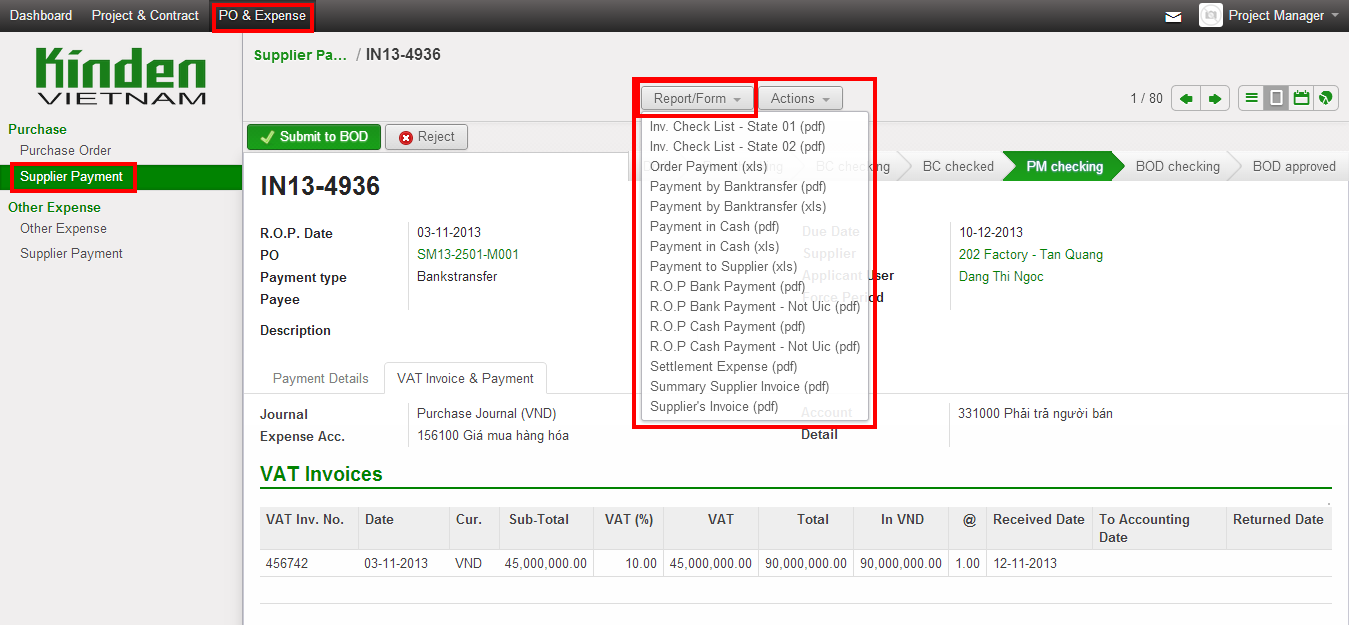 Dashboard Project & Contract PO & Expense Project Manager
Kinden
VIETNAM
Supplier Pa... / IN13-4936
Report/Form Actions
1 / 80
Purchase
Purchase Order
Supplier Payment
Other Expense
Other Expense
Supplier Payment
Submit to BOD Reject
BC checking BC checked PM checking BOD checking BOD approved
Inv. Check List - State 01 (pdf)
Inv. Check List - State 02 (pdf)
Order Payment (xls)
Payment by Banktransfer (pdf)
Payment by Banktransfer (xls)
Payment in Cash (pdf)
Payment in Cash (xls)
Payment to Supplier (xls)
R.O.P Bank Payment (pdf)
R.O.P Bank Payment - Not Uic (pdf)
R.O.P Cash Payment (pdf)
R.O.P Cash Payment - Not Uic (pdf)
Settlement Expense (pdf)
Summary Supplier Invoice (pdf)
Supplier's Invoice (pdf)
IN13-4936
R.O.P. Date 03-11-2013 Due Date 10-12-2013
PO SM13-2501-M001 Supplier 202 Factory - Tan Quang
Payment type Bankstransfer Applicant User Dang Thi Ngoc
Payee Force Period
Description
Payment Details VAT Invoice & Payment
Journal Purchase Journal (VND) Account 331000 Phải trả người bán
Expense Acc. 156100 Giá mua hàng hóa Detail
VAT Invoices
VAT Inv. No. Date Cur. Sub-Total VAT (%) VAT Total In VND @ Received Date To Accounting Date Returned Date
456742 03-11-2013 VND 45,000,000.00 10.00 45,000,000.00 90,000,000.00 90,000,000.00 1.00 12-11-2013